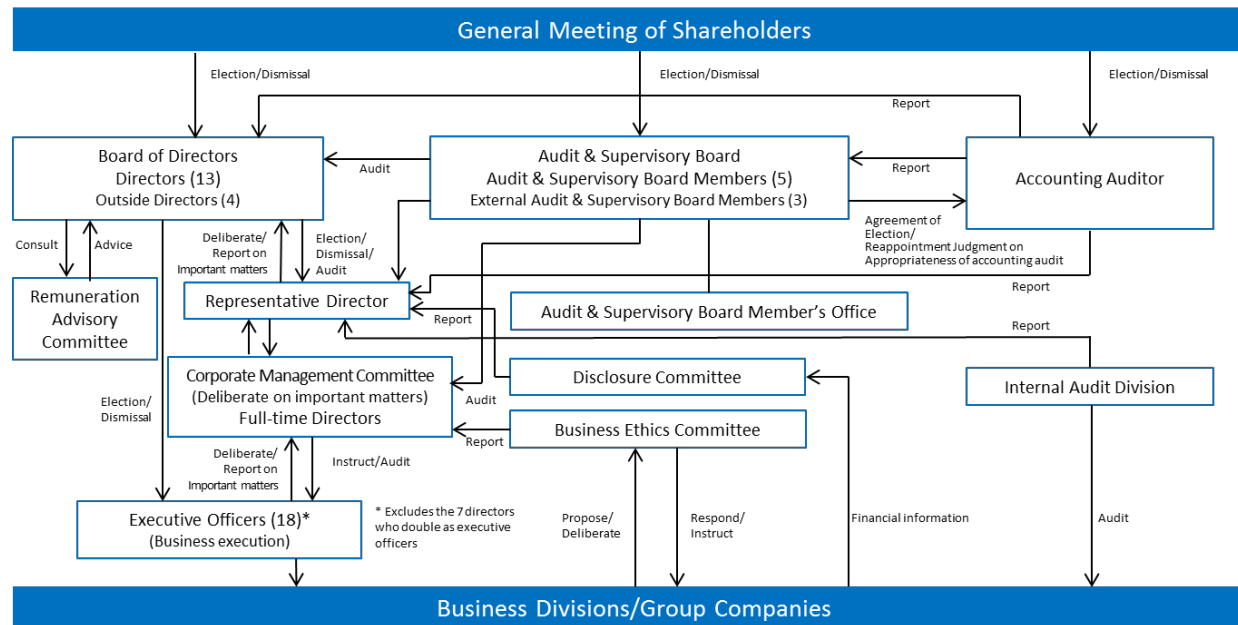 General Meeting of Shareholders
Election/Dismissal
Election/Dismissal
Election/Dismissal
Report
Board of Directors
Directors (13)
Outside Directors (4)
Audit
Audit & Supervisory Board
Audit & Supervisory Board Members (5)
External Audit & Supervisory Board Members (3)
Report
Accounting Auditor
Agreement of
Election/
Reappointment Judgment on
Appropriateness of accounting audit
Consult
Advice
Deliberate/
Report on
Important matters
Election/
Dismissal/
Audit
Report
Remuneration
Advisory
Committee
Representative Director
Report
Audit & Supervisory Board Member's Office
Report
Corporate Management Committee
(Deliberate on important matters)
Full-time Directors
Audit
Disclosure Committee
Internal Audit Division
Election/
Dismissal
Report
Business Ethics Committee
Deliberate/
Report on
Important matters
Instruct/Audit
Executive Officers (18)*
(Business execution)
* Excludes the 7 directors
who double as executive
officers
Propose/
Deliberate
Respond/
Instruct
Financial information
Audit
Business Divisions/Group Companies